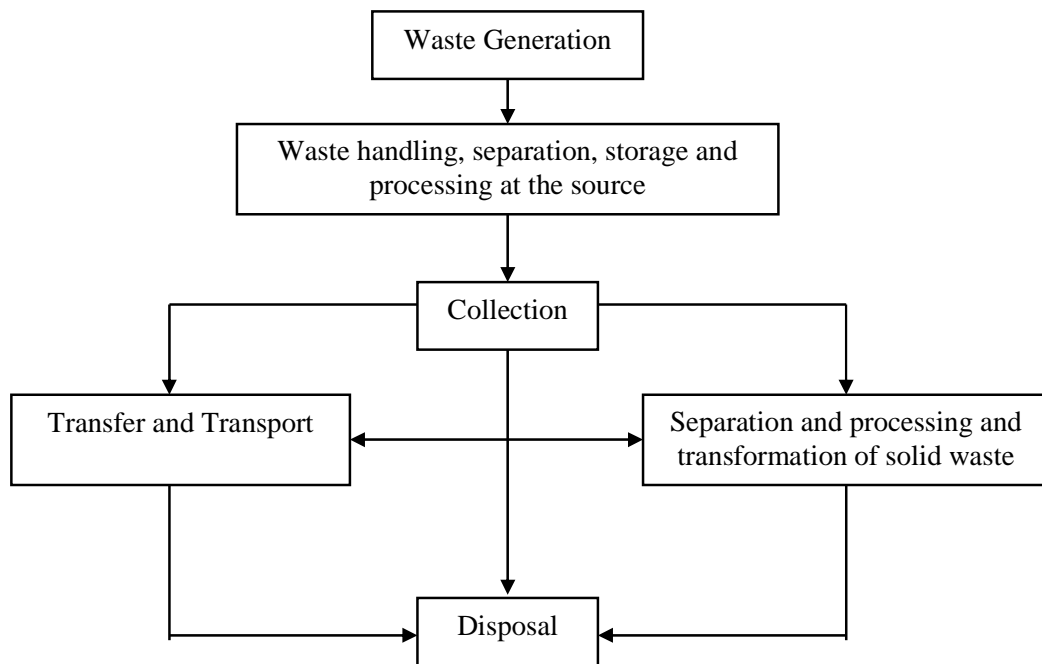 Waste Generation
Waste handling, separation, storage and
processing at the source
Collection
Transfer and Transport
Separation and processing and
transformation of solid waste
Disposal